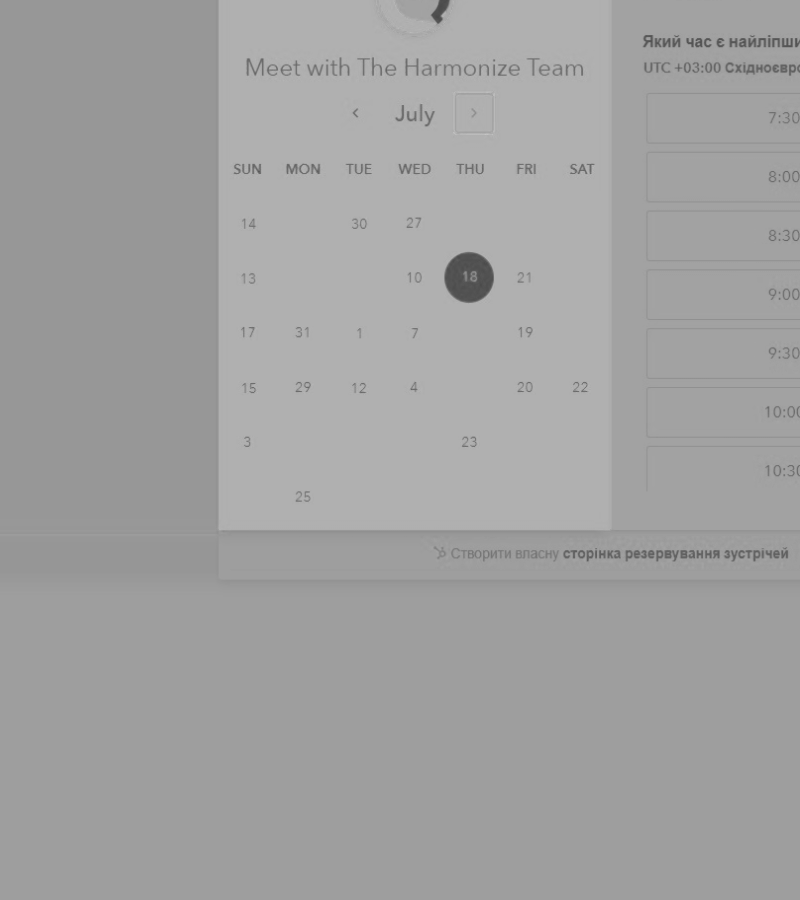 Meet with The Harmonize Team
July
SUN MON TUE WED THU FRI SAT
14 30 27
13 10 18 21
17 31 1 7 19
15 29 12 4 20 22
3 23
25
Який час є найліпши
UTC +03:00 Східноєвро
7:30
8:00
8:30
9:00
9:30
10:00
10:30
Створити власну сторінка резервування зустрічей